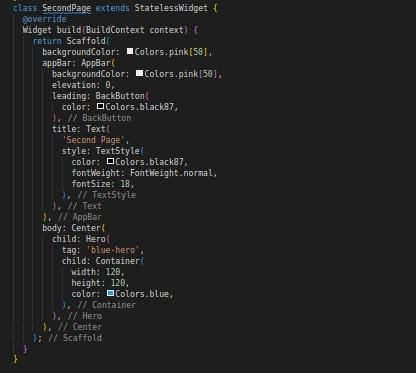 class SecondPage extends StatelessWidget {
@override
Widget build(BuildContext context) {
return Scaffold(
backgroundColor: Colors.pink[50],
appBar: AppBar(
backgroundColor: Colors.pink[50],
elevation: 0,
leading: BackButton(
color: Colors.black87,
), // BackButton
title: Text(
'Second Page',
style: TextStyle(
color: Colors.black87,
fontWeight: FontWeight.normal,
fontSize: 18,
), // TextStyle
), // Text
), // AppBar
body: Center(
child: Hero(
tag: 'blue-hero',
child: Container(
width: 120,
height: 120,
color: Colors.blue,
), // Container
), // Hero
), // Center
); // Scaffold
}
}